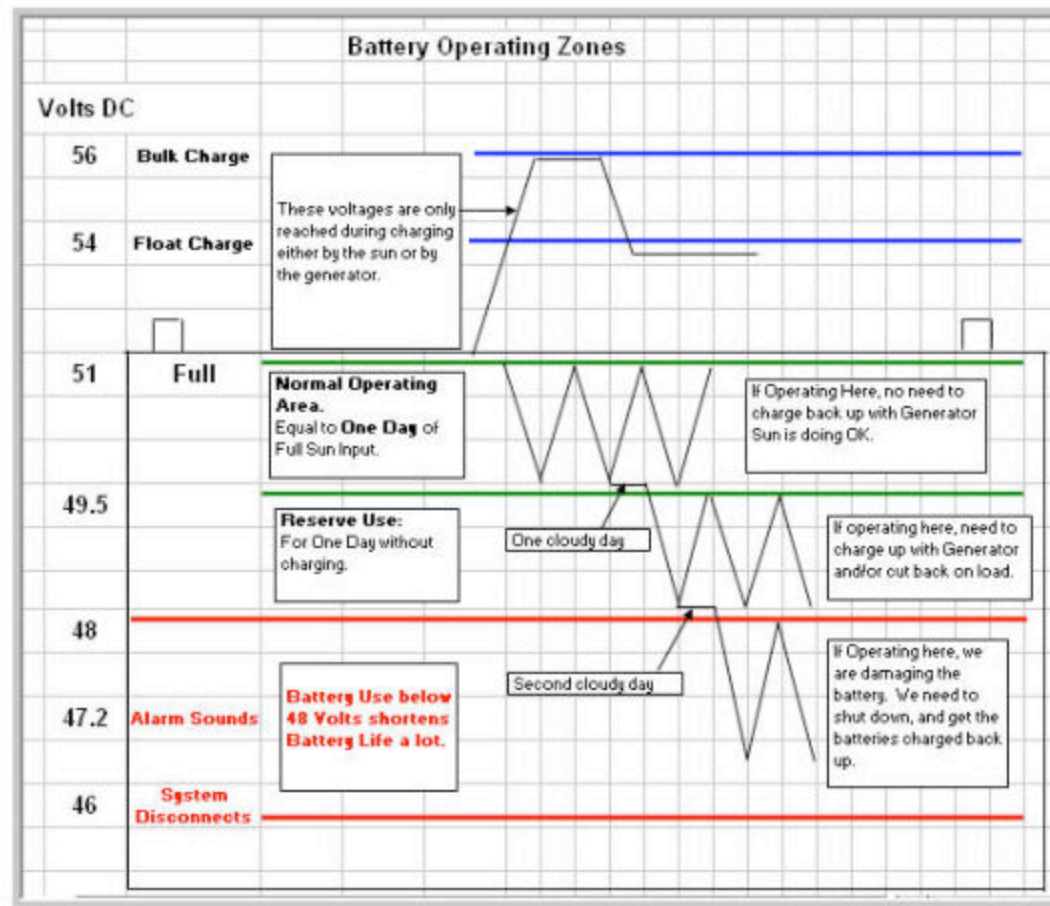 Battery Operating Zones
Volts DC
56
Bulk Charge
These voltages are only
reached during charging
either by the sun or by
the generator.
54
Float Charge
51
Full
Normal Operating
Area.
Equal to One Day of
Full Sun Input.
If Operating Here, no need to
charge back up with Generator
Sun is doing OK.
49.5
Reserve Use:
For One Day without
charging.
One cloudy day
If operating here, need to
charge up with Generator
and/or cut back on load.
48
Second cloudy day
If Operating here, we
are damaging the
battery. We need to
shut down, and get the
batteries charged back
up.
Battery Use below
48 Volts shortens
Battery Life a lot.
47.2
Alarm Sounds
46
System
Disconnects